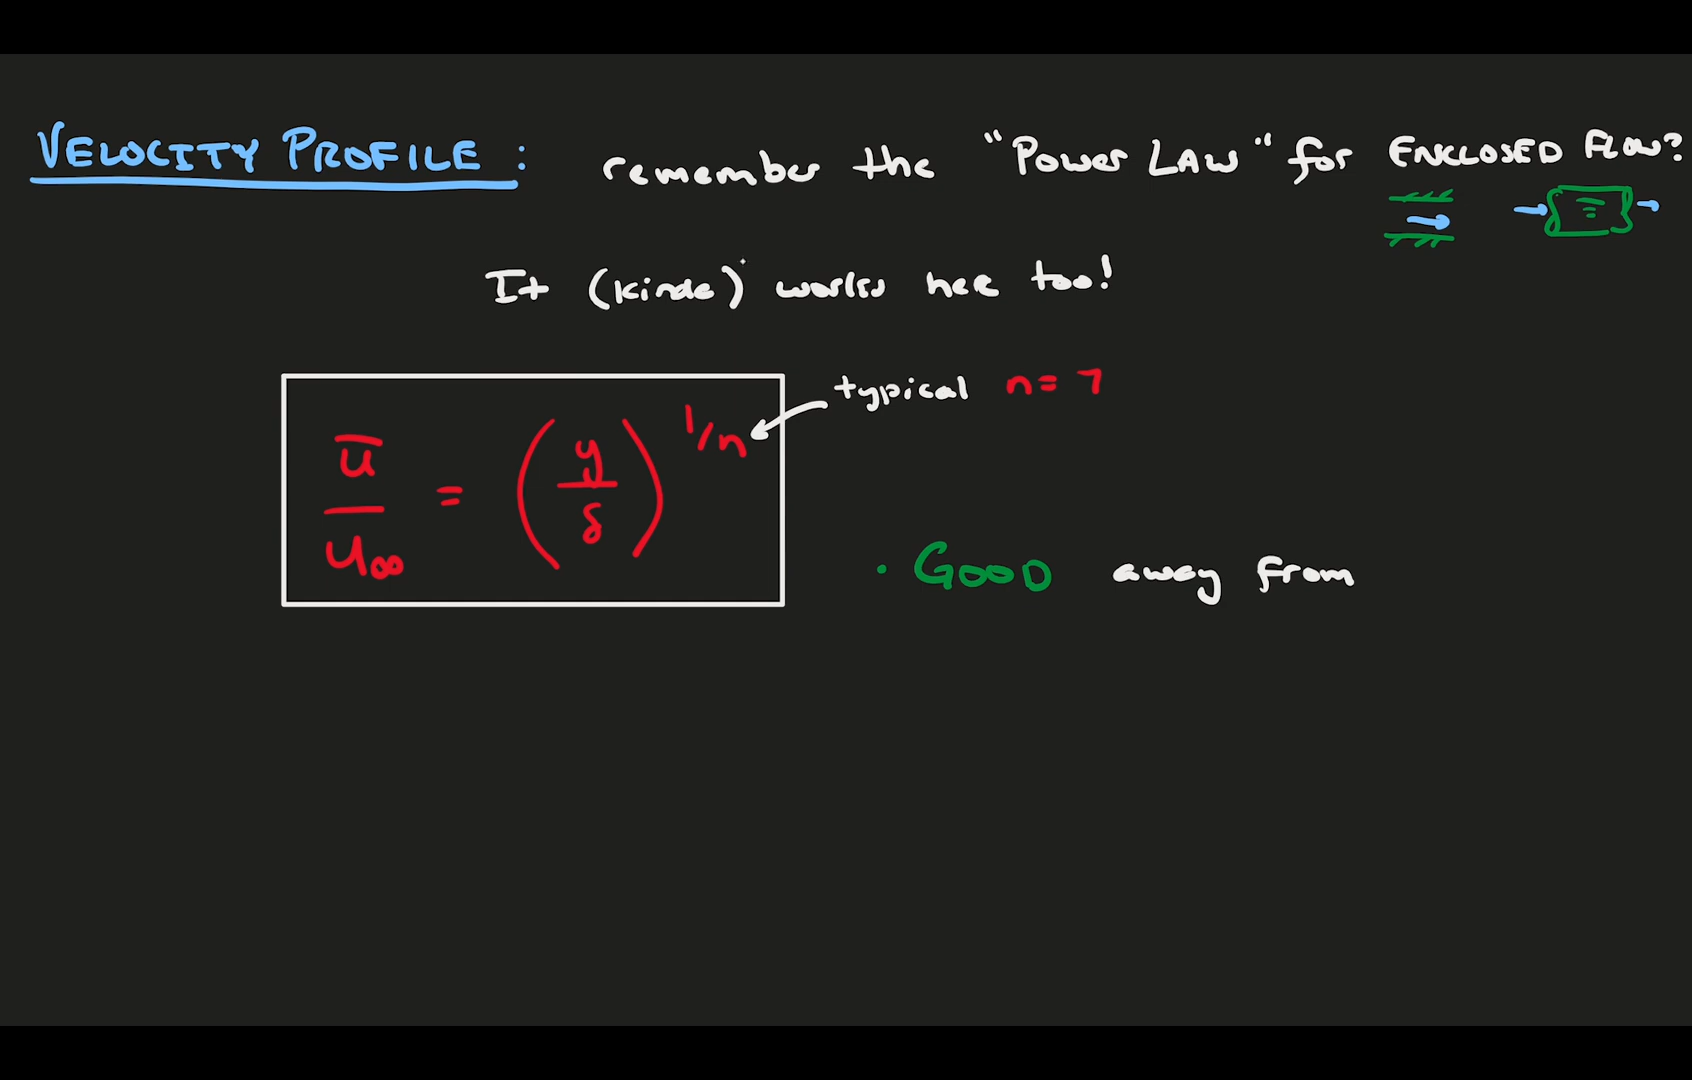 VELOCITY PROFILE : remember the "POWER LAW" for ENCLOSED FLOW?
It (kinda) works here too!
typical n = 7
u̅/u∞ = (y/δ)^1/n
• GOOD away from